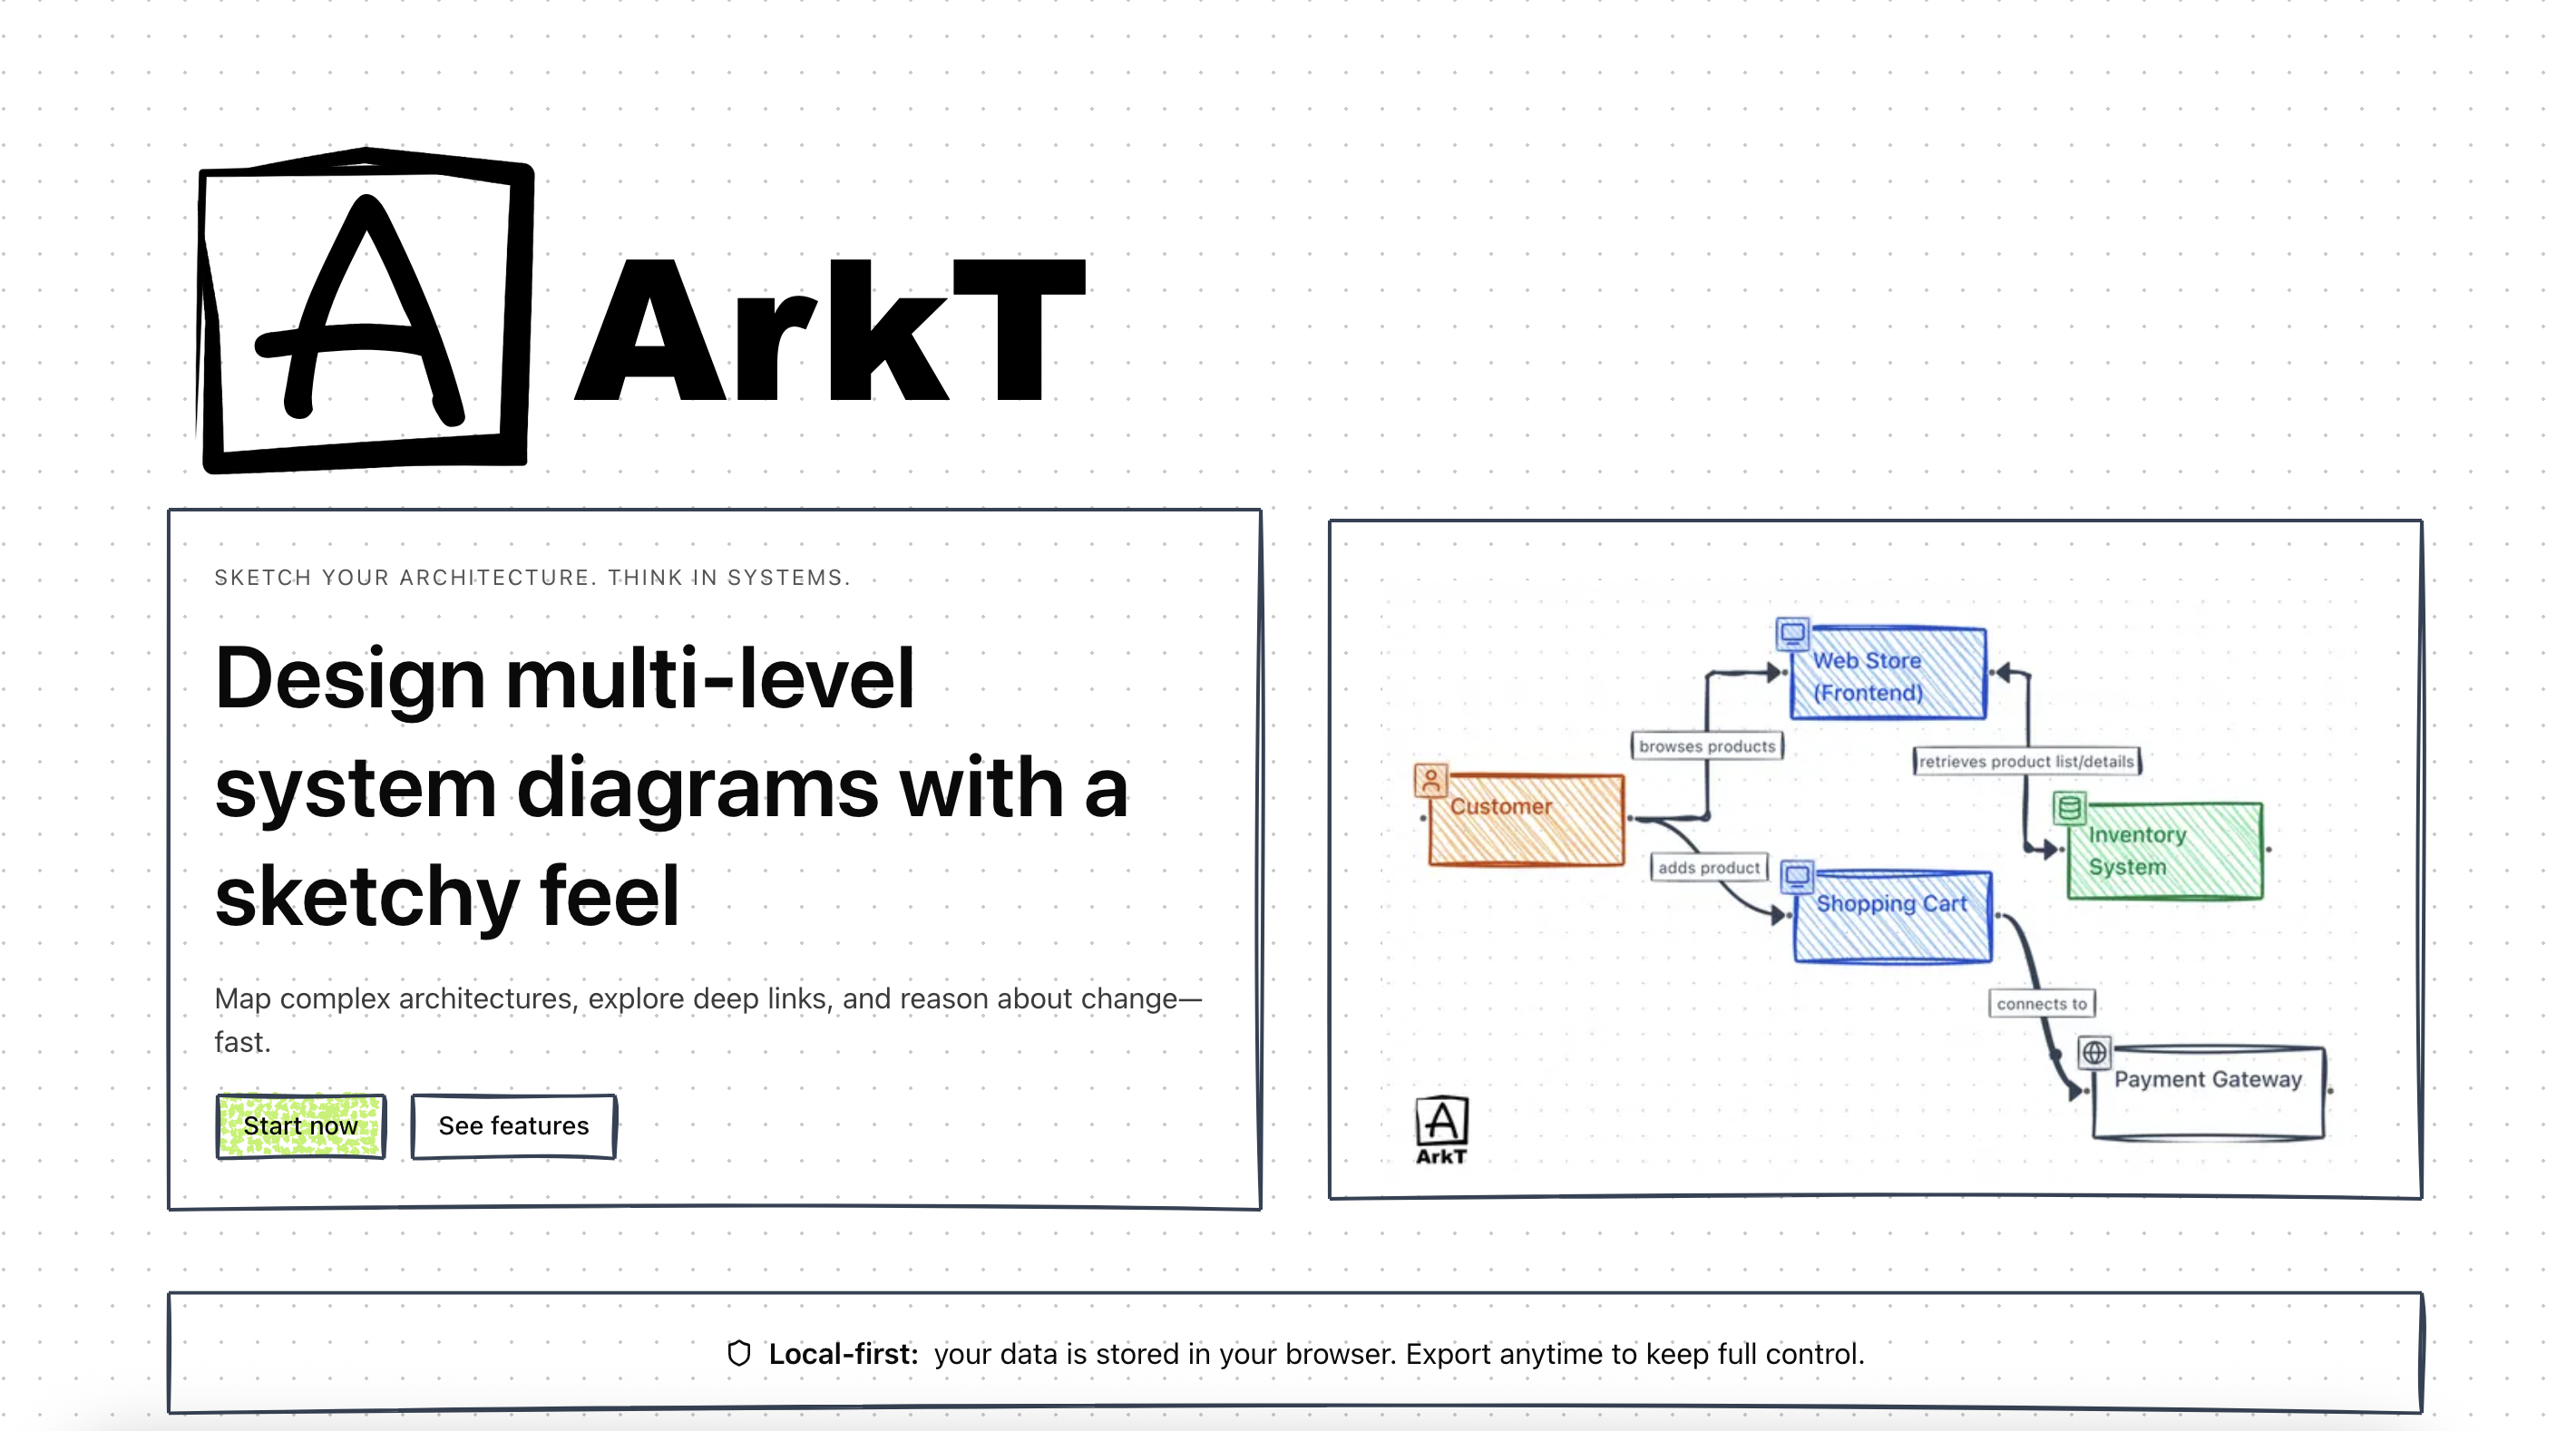 A
ArkT
SKETCH YOUR ARCHITECTURE. THINK IN SYSTEMS.
Design multi-level
system diagrams with a
sketchy feel
Map complex architectures, explore deep links, and reason about change—
fast.
Start now
See features
Web Store
(Frontend)
browses products
retrieves product list/details
Customer
Inventory
System
adds product
Shopping Cart
connects to
Payment Gateway
A
ArkT
Local-first: your data is stored in your browser. Export anytime to keep full control.